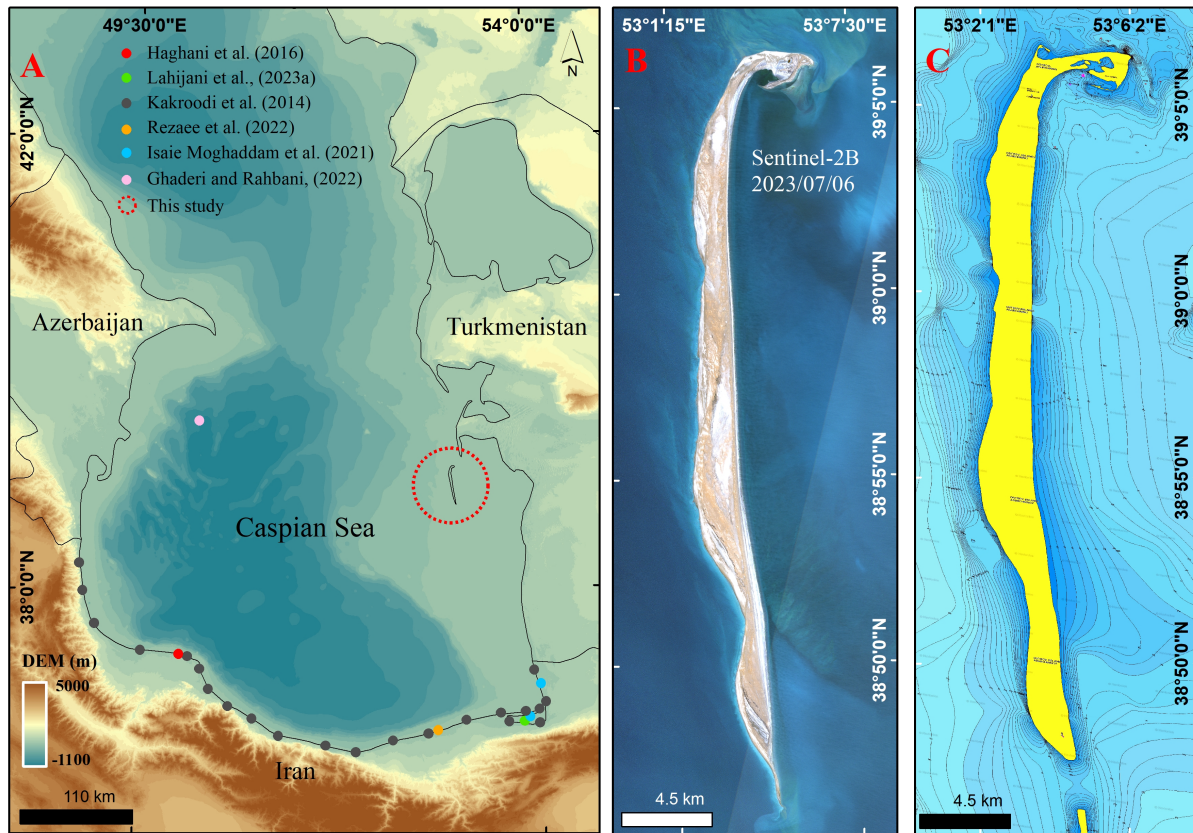 49°30'0"E
54°0'0"E
A
N
Haghani et al. (2016)
Lahijani et al., (2023a)
Kakroodi et al. (2014)
Rezaee et al. (2022)
Isaie Moghaddam et al. (2021)
Ghaderi and Rahbani, (2022)
This study
42°0'0"N
38°0'0"N
Azerbaijan
Turkmenistan
Caspian Sea
Iran
DEM (m)
5000
-1100
110 km
53°1'15"E
53°7'30"E
B
Sentinel-2B
2023/07/06
39°5'0"N
39°0'0"N
38°55'0"N
38°50'0"N
4.5 km
53°2'1"E
53°6'2"E
C
39°5'0"N
39°0'0"N
38°55'0"N
38°50'0"N
4.5 km